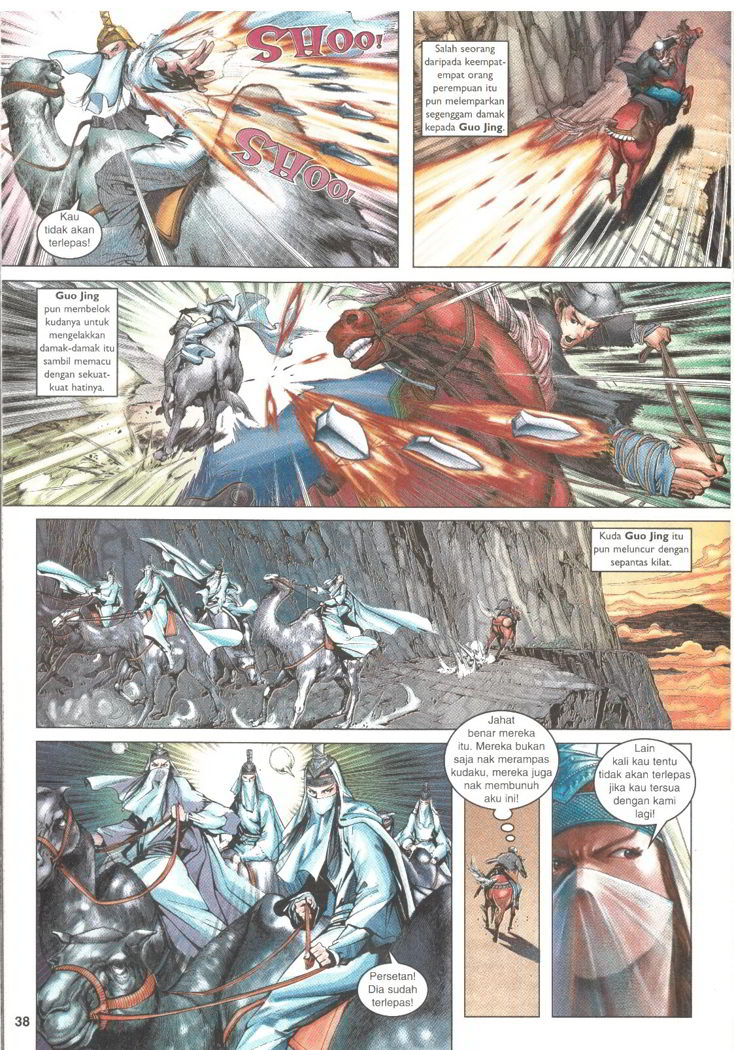 SHOO!
SHOO!
Kau
tidak akan
terlepas!
Salah seorang
daripada keempat-
empat orang
perempuan itu
pun melemparkan
segenggam damak
kepada Guo Jing.
Guo Jing
pun membelok
kudanya untuk
mengelakkan
damak-damak itu
sambil memacu
dengan sekuat-
kuat hatinya.
Kuda Guo Jing itu
pun meluncur dengan
sepantas kilat.
Persetan!
Dia sudah
terlepas!
Jahat
benar mereka
itu. Mereka bukan
saja nak merampas
kudaku, mereka juga
nak membunuh
aku ini!
Lain
kali kau tentu
tidak akan terlepas
jika kau tersua
dengan kami
lagi!
38